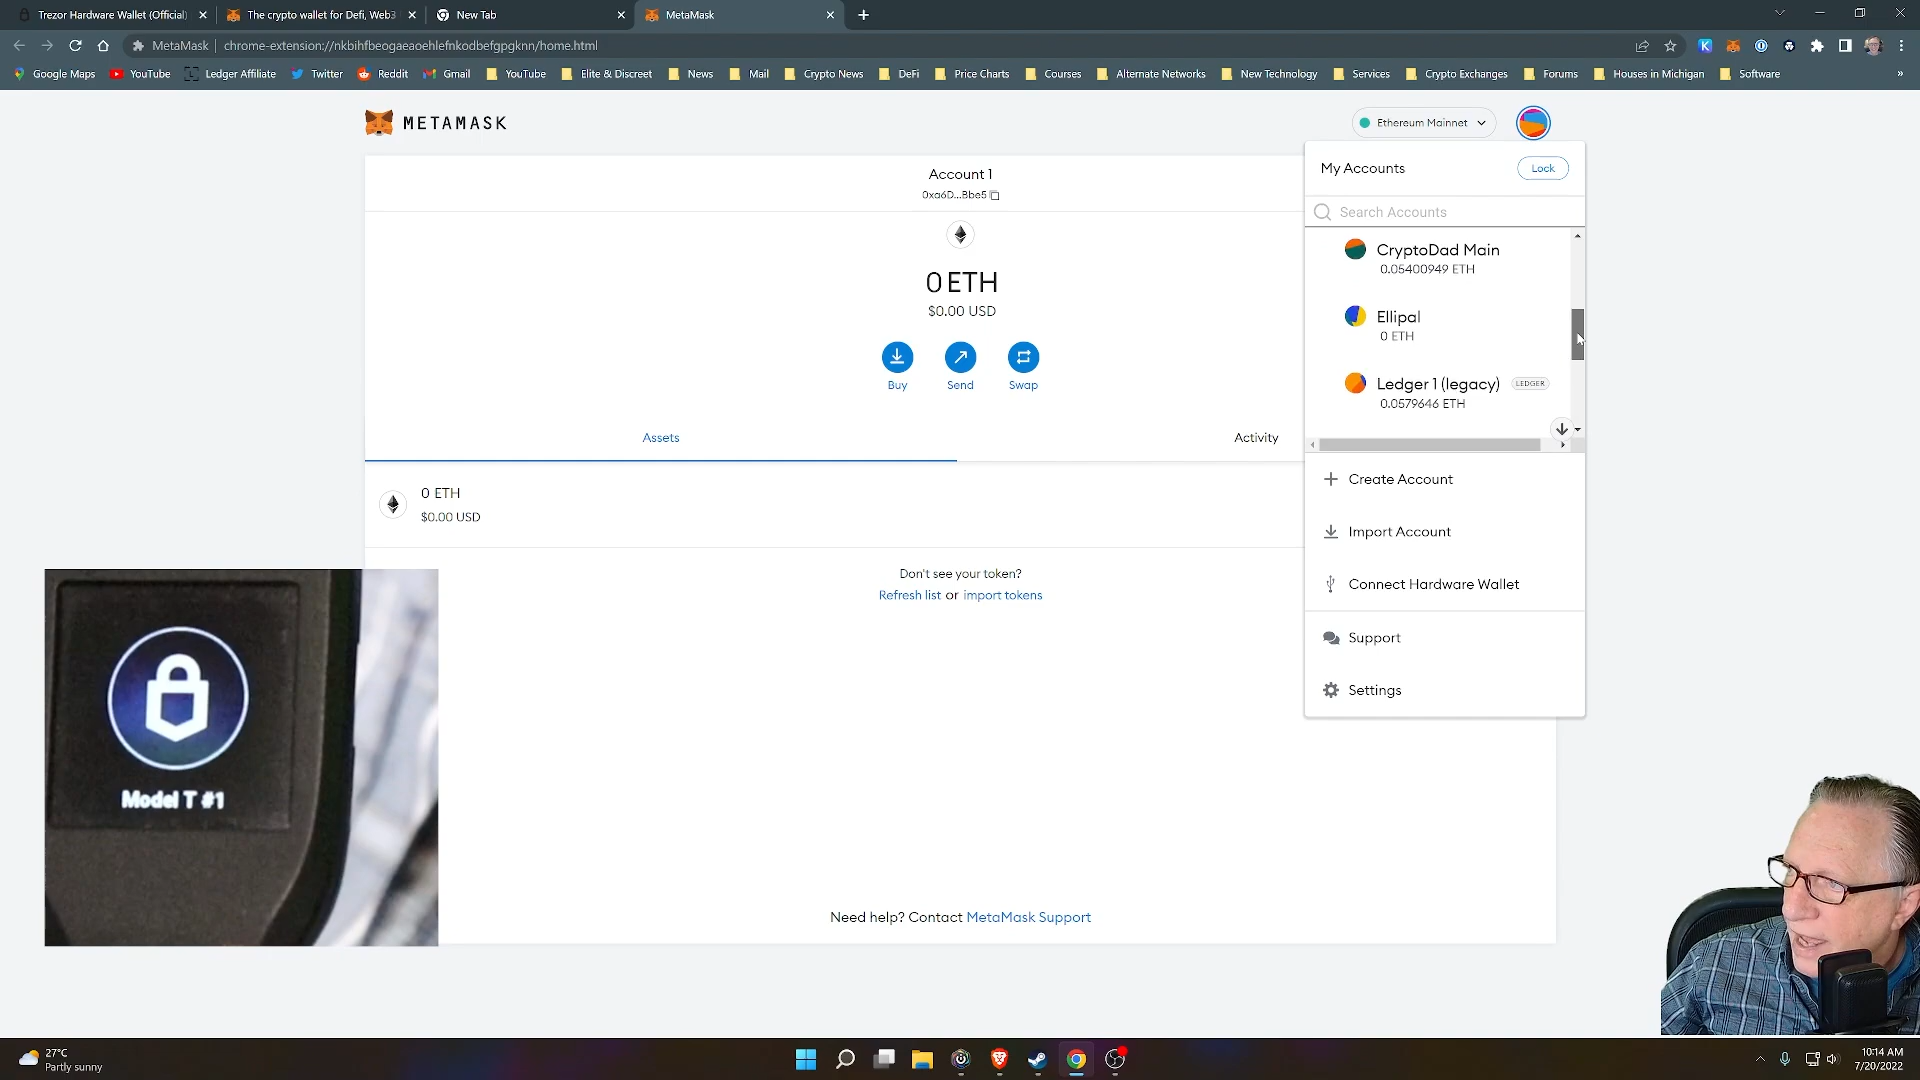 Trezor Hardware Wallet (Official)
The crypto wallet for Defi, Web3
New Tab
MetaMask
MetaMask
chrome-extension://nkbihfbeogaeaoehlefnkodbefgpgknn/home.html
Google Maps
YouTube
Ledger Affiliate
Twitter
Reddit
Gmail
YouTube
Elite & Discreet
News
Mail
Crypto News
DeFi
Price Charts
Courses
Alternate Networks
New Technology
Services
Crypto Exchanges
Forums
Houses in Michigan
Software
»
METAMASK
Ethereum Mainnet
My Accounts
Lock
Search Accounts
CryptoDad Main
0.05400949 ETH
Ellipal
0 ETH
Ledger 1 (legacy)
LEDGER
0.0579646 ETH
Create Account
Import Account
Connect Hardware Wallet
Support
Settings
Account 1
0xa6D...Bbe5
0 ETH
$0.00 USD
Buy
Send
Swap
Assets
Activity
0 ETH
$0.00 USD
Don't see your token?
Refresh list or import tokens
Need help? Contact MetaMask Support
Model T #1
27°C
Partly sunny
10:14 AM
7/20/2022